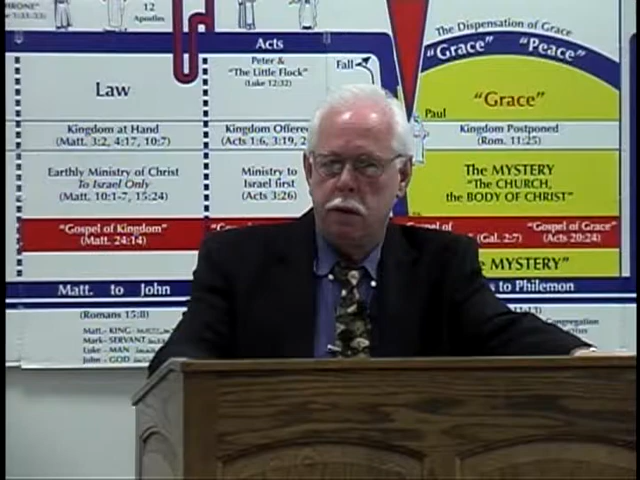 12
Apostles
The Dispensation of Grace
"Grace" "Peace"
Acts
Law
Peter &
"The Little Flock"
(Luke 12:32)
Fall
Paul
"Grace"
Kingdom at Hand
(Matt. 3:2, 4:17, 10:7)
Kingdom Offered
(Acts 1:6, 3:19,
Kingdom Postponed
(Rom. 11:25)
Earthly Ministry of Christ
To Israel Only
(Matt. 10:1-7, 15:24)
Ministry to
Israel first
(Acts 3:26)
The MYSTERY
"The CHURCH,
the BODY OF CHRIST"
"Gospel of Kingdom"
(Matt. 24:14)
(Gal. 2:7)
"Gospel of Grace"
(Acts 20:24)
MYSTERY"
Matt. to John
to Philemon
(Romans 15:8)
Matt.- KING
Mark- SERVANT
Luke - MAN
John - GOD